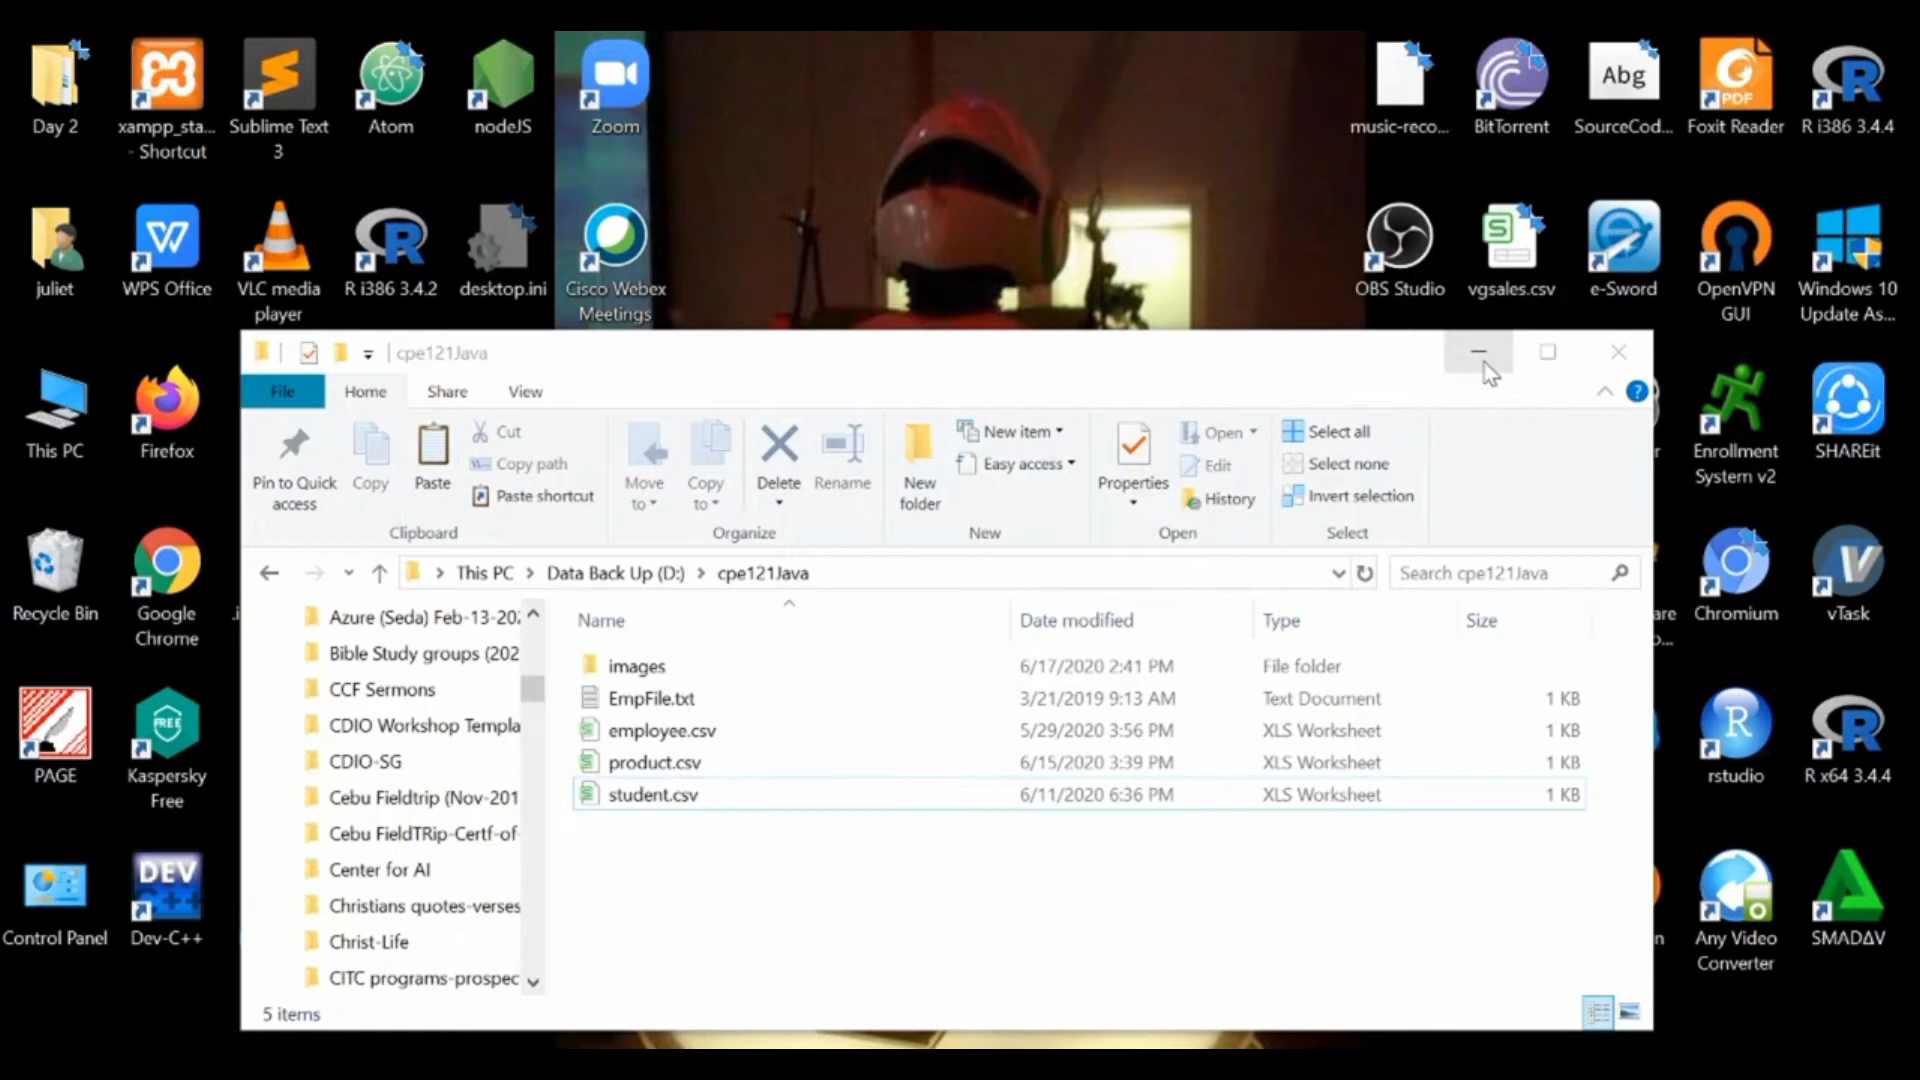 Day 2
xampp_sta...
- Shortcut
Sublime Text
3
Atom
nodeJS
Zoom
music-reco...
BitTorrent
Abg
SourceCod...
PDF
Foxit Reader
R i386 3.4.4
juliet
WPS Office
VLC media
player
R i386 3.4.2
desktop.ini
Cisco Webex
Meetings
OBS Studio
vgsales.csv
e-Sword
OpenVPN
GUI
Windows 10
Update As...
cpe121Java
File
Home
Share
View
This PC
Firefox
Enrollment
System v2
SHAREit
Pin to Quick
access
Copy
Paste
Cut
Copy path
Paste shortcut
Clipboard
Move
to
Copy
to
Delete
Rename
Organize
New
folder
New item
Easy access
New
Properties
Open
Edit
History
Open
Select all
Select none
Invert selection
Select
This PC
Data Back Up (D:)
cpe121Java
Search cpe121Java
Recycle Bin
Google
Chrome
Chromium
vTask
Azure (Seda) Feb-13-202
Bible Study groups (202
CCF Sermons
CDIO Workshop Templa
CDIO-SG
Cebu Fieldtrip (Nov-201
Cebu FieldTRip-Certf-of-
Center for AI
Christians quotes-verses
Christ-Life
CITC programs-prospec
Name
Date modified
Type
Size
images
6/17/2020 2:41 PM
File folder
EmpFile.txt
3/21/2019 9:13 AM
Text Document
1 KB
employee.csv
5/29/2020 3:56 PM
XLS Worksheet
1 KB
product.csv
6/15/2020 3:39 PM
XLS Worksheet
1 KB
student.csv
6/11/2020 6:36 PM
XLS Worksheet
1 KB
PAGE
FREE
Kaspersky
Free
rstudio
R x64 3.4.4
Control Panel
DEV
C++
Dev-C++
Any Video
Converter
SMADΔV
5 items